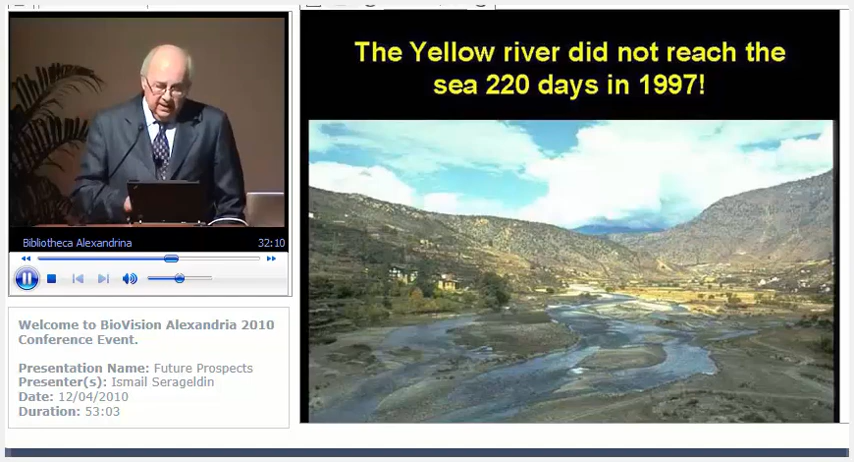 The Yellow river did not reach the
sea 220 days in 1997!
Bibliotheca Alexandrina 32:10
Welcome to BioVision Alexandria 2010
Conference Event.
Presentation Name: Future Prospects
Presenter(s): Ismail Serageldin
Date: 12/04/2010
Duration: 53:03